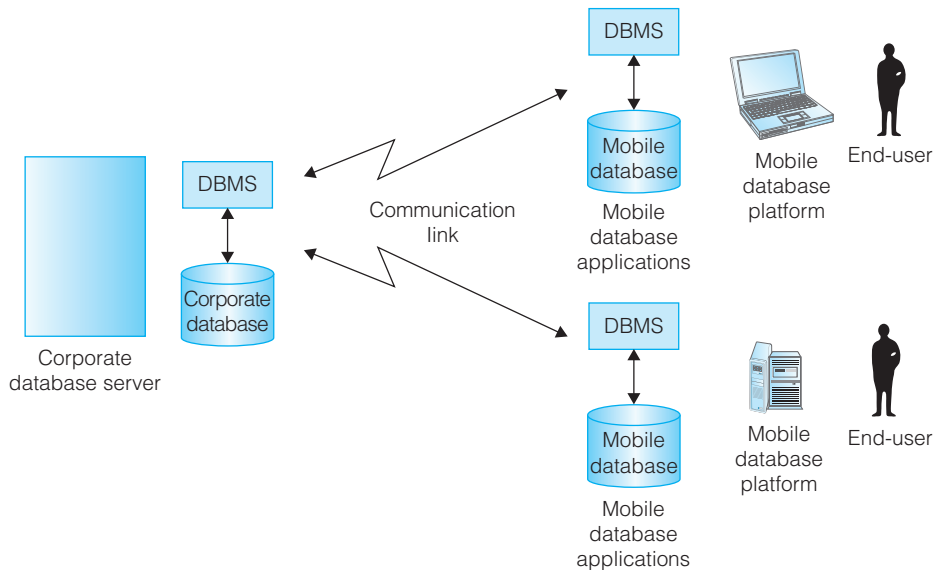 DBMS
Mobile
database
Mobile
database
applications
Mobile
database
platform
End-user
DBMS
Corporate
database
Corporate
database server
Communication
link
DBMS
Mobile
database
Mobile
database
applications
Mobile
database
platform
End-user